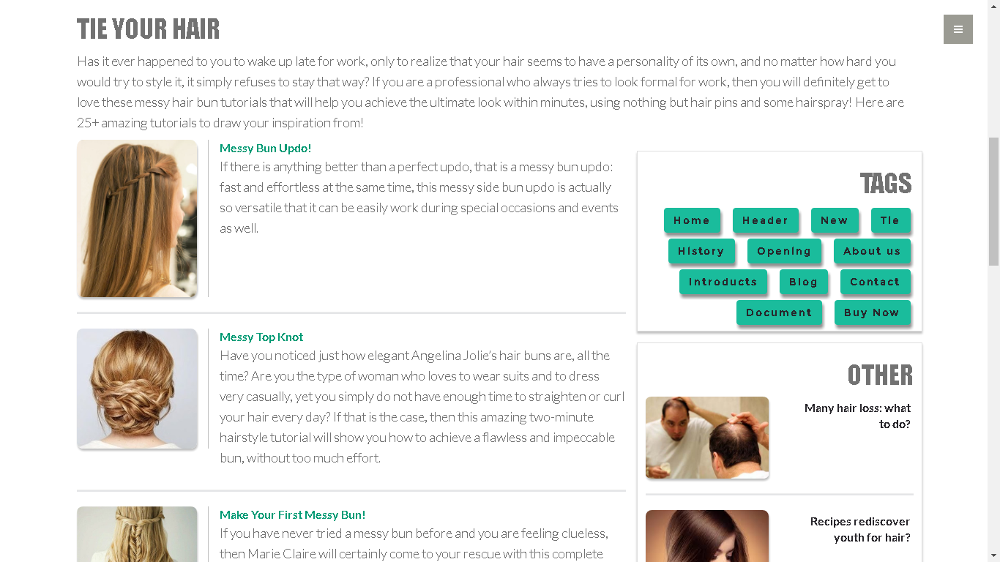 TIE YOUR HAIR
Has it ever happened to you to wake up late for work, only to realize that your hair seems to have a personality of its own, and no matter how hard you
would try to style it, it simply refuses to stay that way? If you are a professional who always tries to look formal for work, then you will definitely get to
love these messy hair bun tutorials that will help you achieve the ultimate look within minutes, using nothing but hair pins and some hairspray! Here are
25+ amazing tutorials to draw your inspiration from!
Messy Bun Updo!
If there is anything better than a perfect updo, that is a messy bun updo:
fast and effortless at the same time, this messy side bun updo is actually
so versatile that it can be easily work during special occasions and events
as well.
Messy Top Knot
Have you noticed just how elegant Angelina Jolie's hair buns are, all the
time? Are you the type of woman who loves to wear suits and to dress
very casually, yet you simply do not have enough time to straighten or curl
your hair every day? If that is the case, then this amazing two-minute
hairstyle tutorial will show you how to achieve a flawless and impeccable
bun, without too much effort.
Make Your First Messy Bun!
If you have never tried a messy bun before and you are feeling clueless,
then Marie Claire will certainly come to your rescue with this complete
TAGS
Home Header New Tie
History Opening About us
Introducts Blog Contact
Document Buy Now
OTHER
Many hair loss: what
to do?
Recipes rediscover
youth for hair?